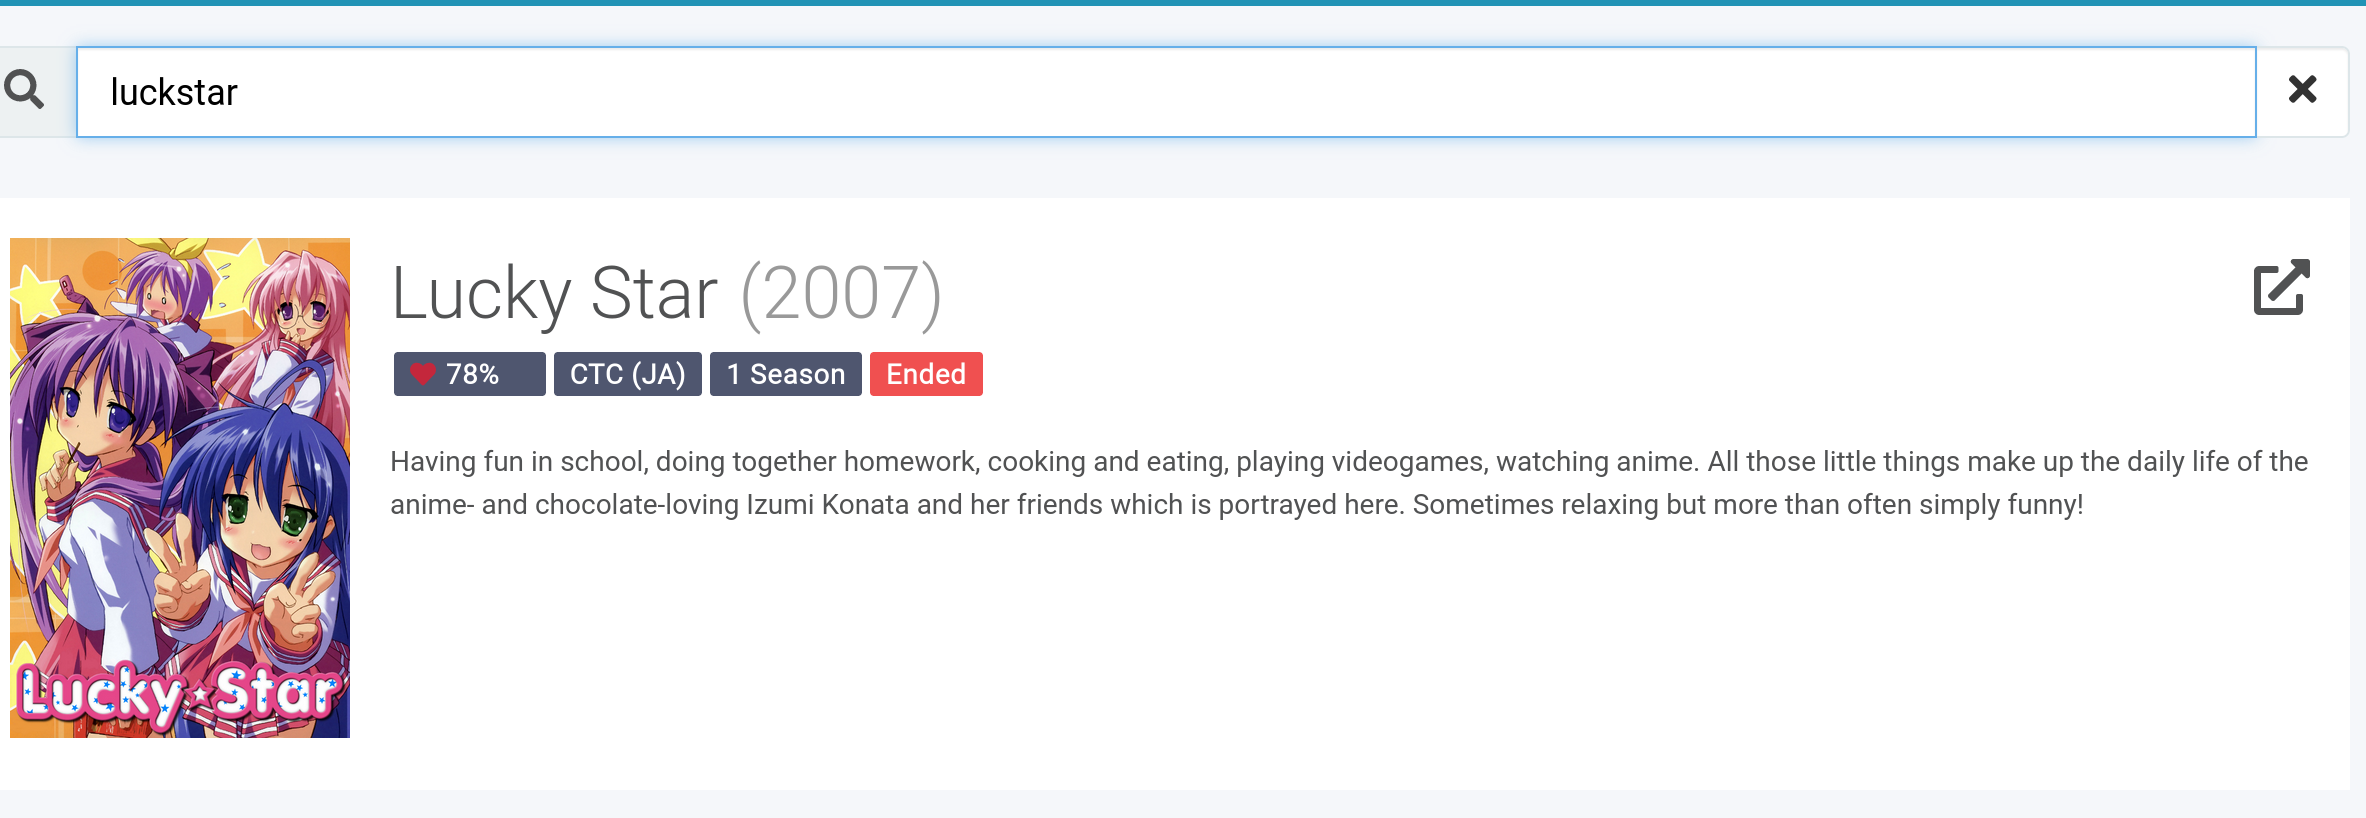 luckstar
Lucky Star (2007)
78% CTC (JA) 1 Season Ended
Having fun in school, doing together homework, cooking and eating, playing videogames, watching anime. All those little things make up the daily life of the
anime- and chocolate-loving Izumi Konata and her friends which is portrayed here. Sometimes relaxing but more than often simply funny!
Lucky Star